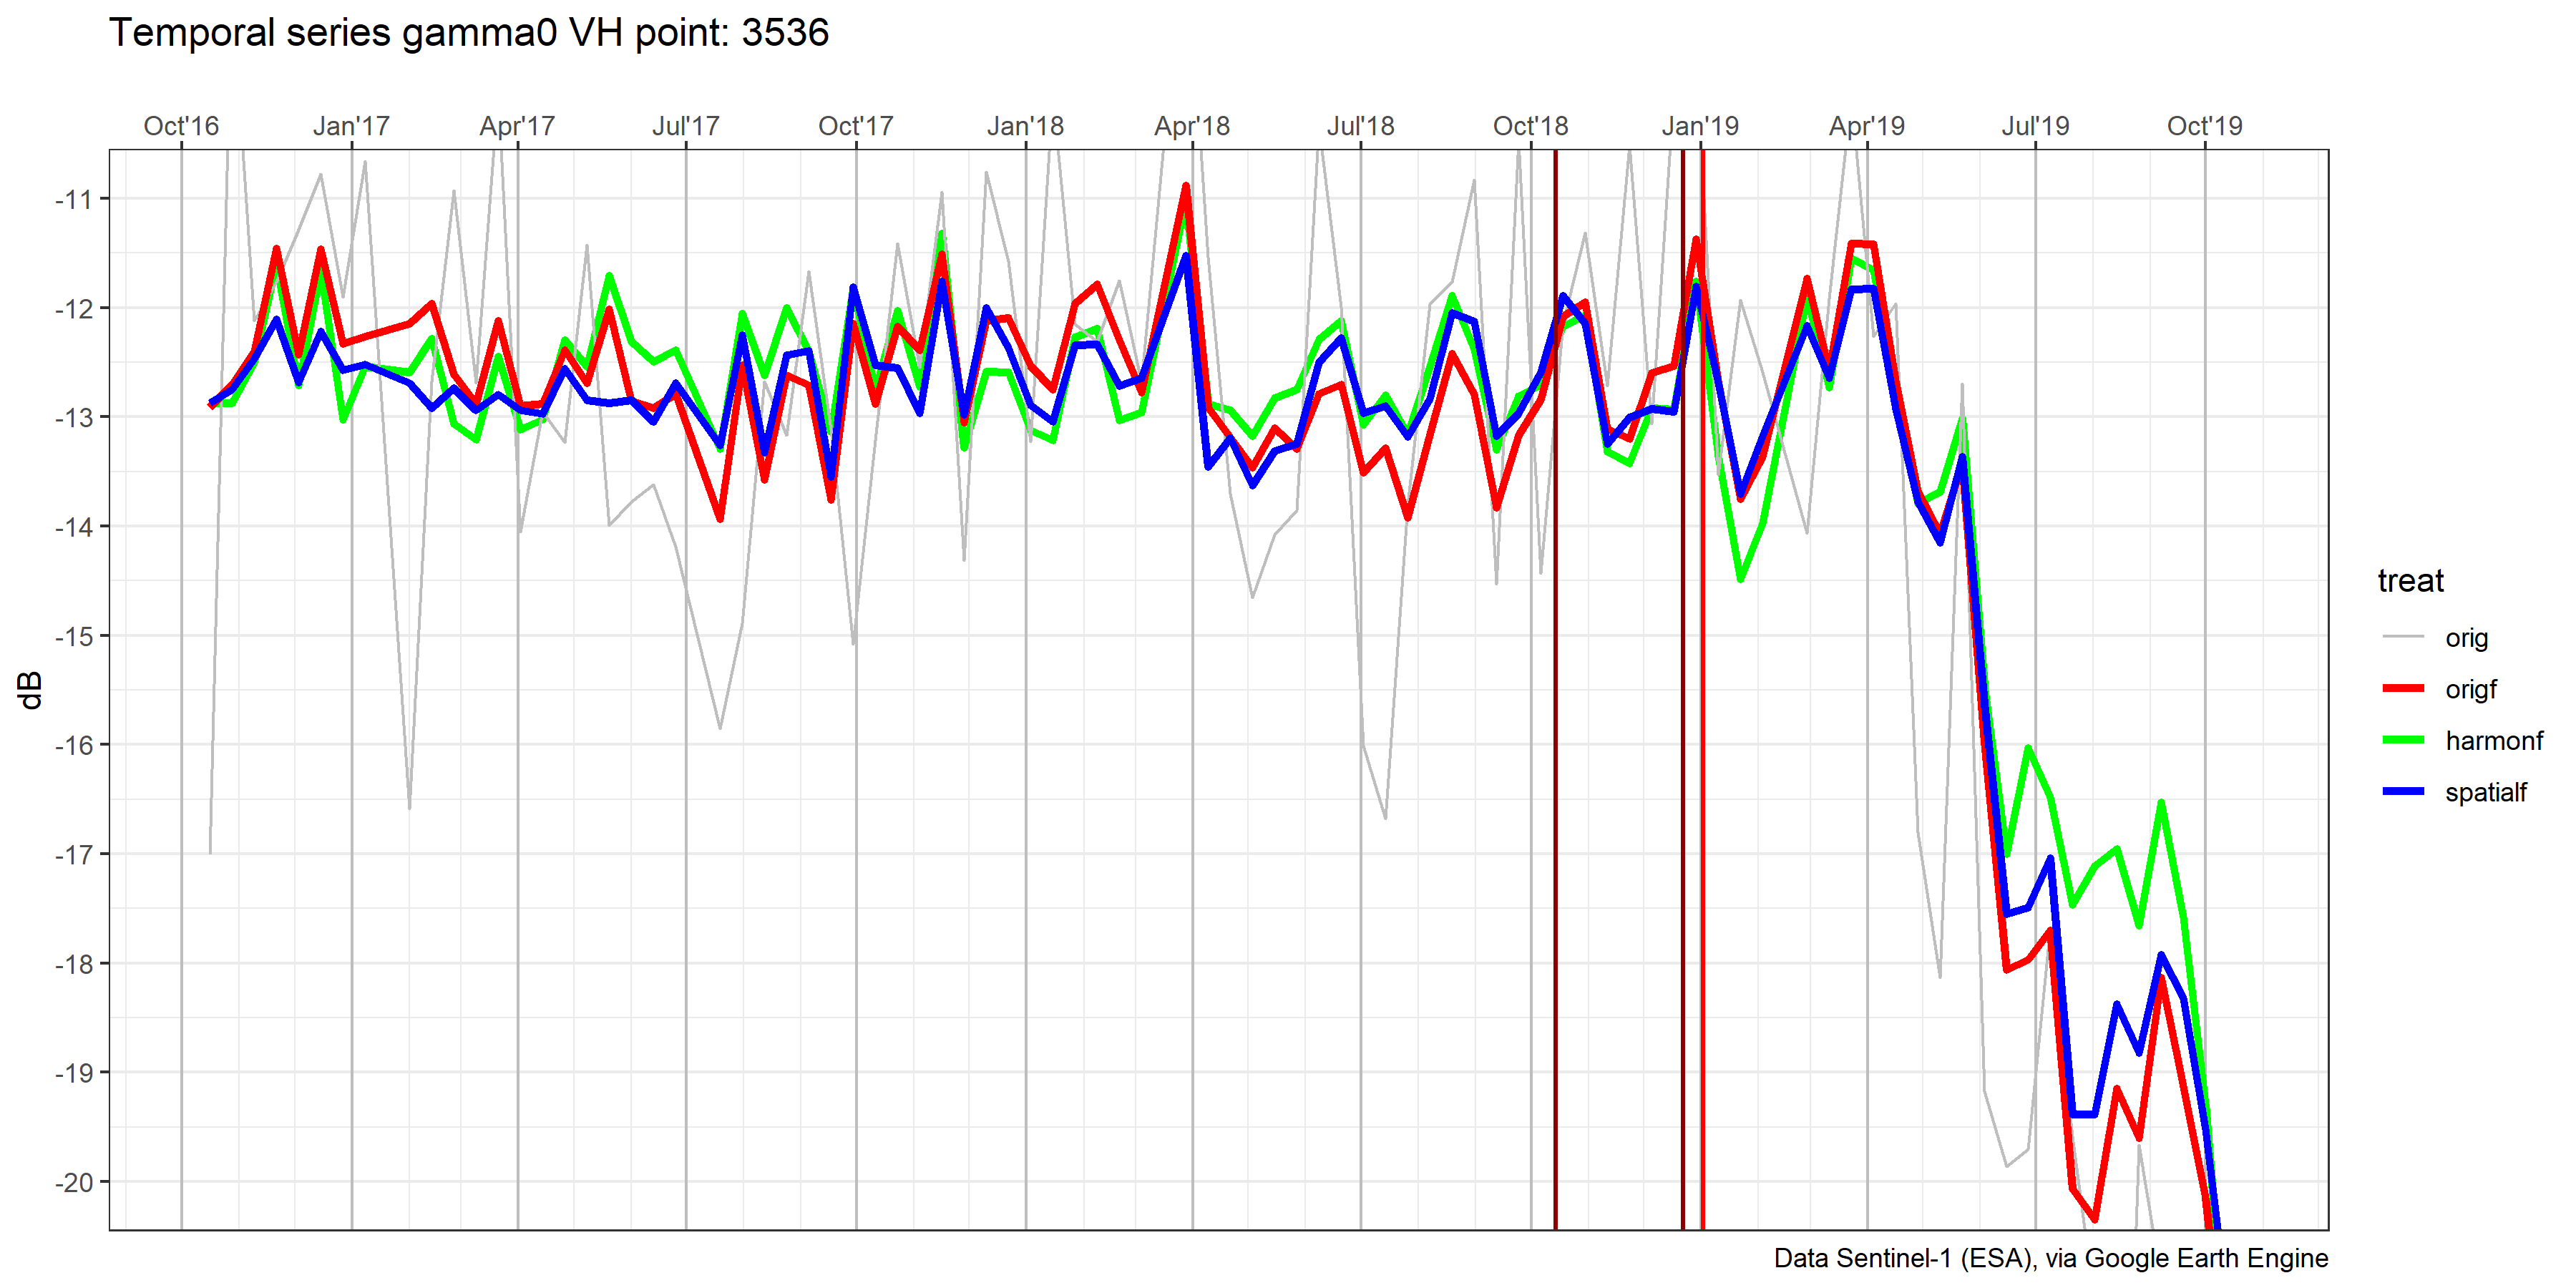 Temporal series gamma0 VH point: 3536
Oct'16 Jan'17 Apr'17 Jul'17 Oct'17 Jan'18 Apr'18 Jul'18 Oct'18 Jan'19 Apr'19 Jul'19 Oct'19
-11
-12
-13
-14
-15
-16
-17
-18
-19
-20
dB
treat
orig
origf
harmonf
spatialf
Data Sentinel-1 (ESA), via Google Earth Engine